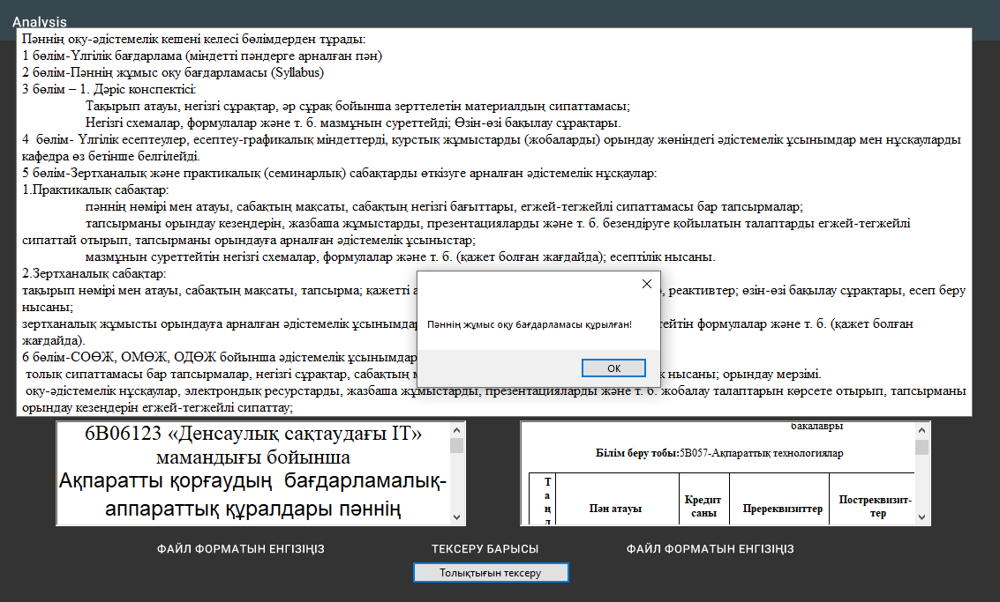 Analysis
Пәннің оқу-әдістемелік кешені келесі бөлімдерден тұрады:
1 бөлім-Үлгілік бағдарлама (міндетті пәндерге арналған пән)
2 бөлім-Пәннің жұмыс оқу бағдарламасы (Syllabus)
3 бөлім – 1. Дәріс конспектісі:
Тақырып атауы, негізгі сұрақтар, әр сұрақ бойынша зерттелетін материалдың сипаттамасы;
Негізгі схемалар, формулалар және т. б. мазмұнын суреттейді; Өзін-өзі бақылау сұрақтары.
4 бөлім- Үлгілік есептеулер, есептеу-графикалық міндеттерді, курстық жұмыстарды (жобаларды) орындау жөніндегі әдістемелік ұсынымдар мен нұсқауларды
кафедра өз бетінше белгілейді.
5 бөлім-Зертханалық және практикалық (семинарлық) сабақтарды өткізуге арналған әдістемелік нұсқаулар:
1.Практикалық сабақтар:
пәннің нөмірі мен атауы, сабақтың мақсаты, сабақтың негізгі бағыттары, егжей-тегжейлі сипаттамасы бар тапсырмалар;
тапсырманы орындау кезеңдерін, жазбаша жұмыстарды, презентацияларды және т. б. безендіруге қойылатын талаптарды егжей-тегжейлі
сипаттай отырып, тапсырманы орындауға арналған әдістемелік ұсыныстар;
мазмұнын суреттейтін негізгі схемалар, формулалар және т. б. (қажет болған жағдайда); есептілік нысаны.
2.Зертханалық сабақтар:
тақырып нөмірі мен атауы, сабақтың мақсаты, тапсырма; қажетті реактивтер; өзін-өзі бақылау сұрақтары, есеп беру
нысаны;
зертханалық жұмысты орындауға арналған әдістемелік формулалар және т. б. (қажет болған
жағдайда).
6 бөлім-СОӨЖ, ОМӨЖ, ОДӨЖ бойынша әдістемелік
толық сипаттамасы бар тапсырмалар, негізгі сұрақтар, сабақтың нысаны; орындау мерзімі.
оқу-әдістемелік нұсқаулар, электрондық ресурстарды, жазбаша жұмыстарды, презентацияларды және т. б. жобалау талаптарын көрсете отырып, тапсырманы
орындау кезеңдерін егжей-тегжейлі сипаттау;
Пәннің жұмыс оқу бағдарламасы құрылған!
OK
6B06123 «Денсаулық сақтаудағы IT»
мамандығы бойынша
Ақпаратты қорғаудың бағдарламалық-
аппараттық құралдары пәннің
бакалавры
Білім беру тобы:5B057-Ақпараттық технологиялар
Пән атауы
Кредит
саны
Пререквизиттер
Постреквизит-
тер
ФАЙЛ ФОРМАТЫН ЕНГІЗІҢІЗ
ТЕКСЕРУ БАРЫСЫ
ФАЙЛ ФОРМАТЫН ЕНГІЗІҢІЗ
Толықтығын тексеру